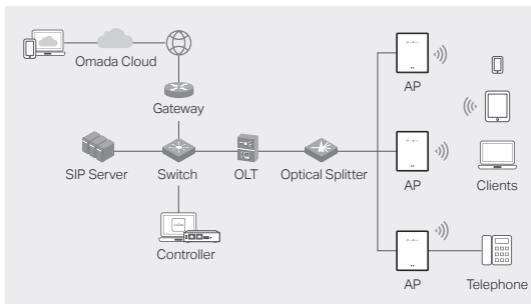 Omada Cloud
Gateway
AP
SIP Server
Switch
OLT
Optical Splitter
AP
Clients
Controller
AP
Telephone